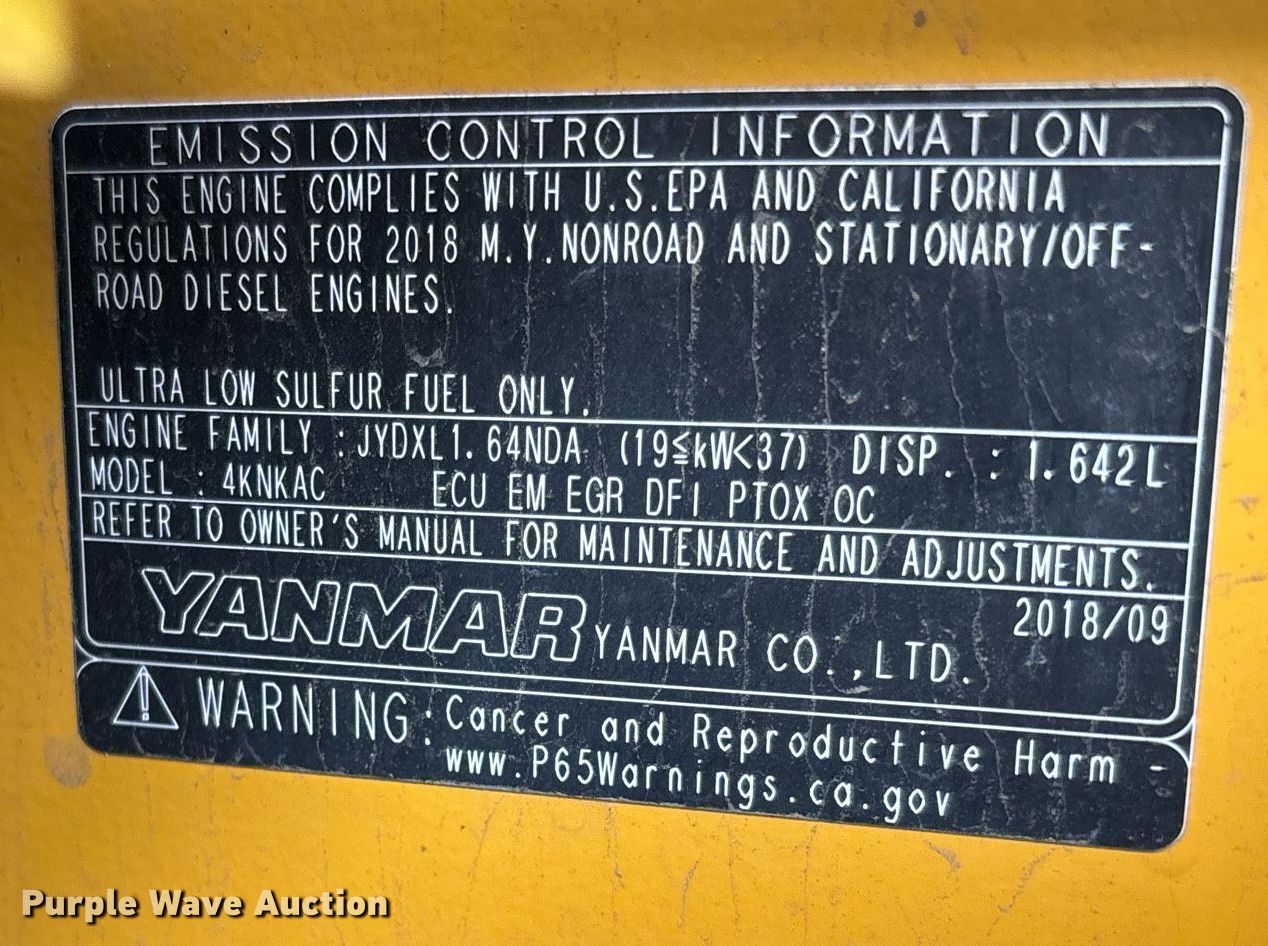 EMISSION CONTROL INFORMATION
THIS ENGINE COMPLIES WITH U.S.EPA AND CALIFORNIA
REGULATIONS FOR 2018 M.Y.NONROAD AND STATIONARY/OFF-
ROAD DIESEL ENGINES.
ULTRA LOW SULFUR FUEL ONLY.
ENGINE FAMILY : JYDXL1.64NDA (19≦kW<37) DISP. : 1.642L
MODEL : 4KNKAC ECU EM EGR DFI PTOX OC
REFER TO OWNER'S MANUAL FOR MAINTENANCE AND ADJUSTMENTS.
2018/09
YANMAR YANMAR CO.,LTD.
WARNING: Cancer and Reproductive Harm -
www.P65Warnings.ca.gov
Purple Wave Auction